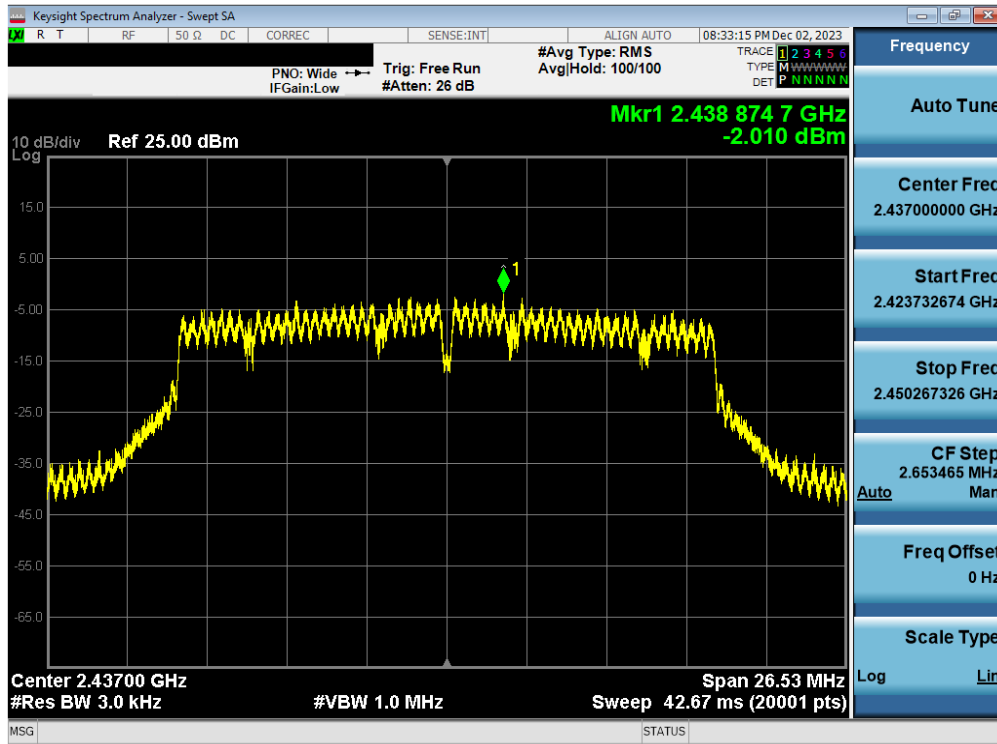 Keysight Spectrum Analyzer - Swept SA
LXI R T RF 50 Ω DC CORREC SENSE:INT ALIGN AUTO 08:33:15 PM Dec 02, 2023
PNO: Wide
IFGain:Low
Trig: Free Run
#Atten: 26 dB
#Avg Type: RMS
Avg|Hold: 100/100
TRACE 1 2 3 4 5 6
TYPE M WWWWW
DET P N N N N N
Mkr1 2.438 874 7 GHz
-2.010 dBm
10 dB/div Ref 25.00 dBm
Log
15.0
5.00
-5.00
-15.0
-25.0
-35.0
-45.0
-55.0
-65.0
1
Center 2.43700 GHz Span 26.53 MHz
#Res BW 3.0 kHz #VBW 1.0 MHz Sweep 42.67 ms (20001 pts)
MSG STATUS
Frequency
Auto Tune
Center Freq
2.437000000 GHz
Start Freq
2.423732674 GHz
Stop Freq
2.450267326 GHz
CF Step
2.653465 MHz
Auto Man
Freq Offset
0 Hz
Scale Type
Log Lin